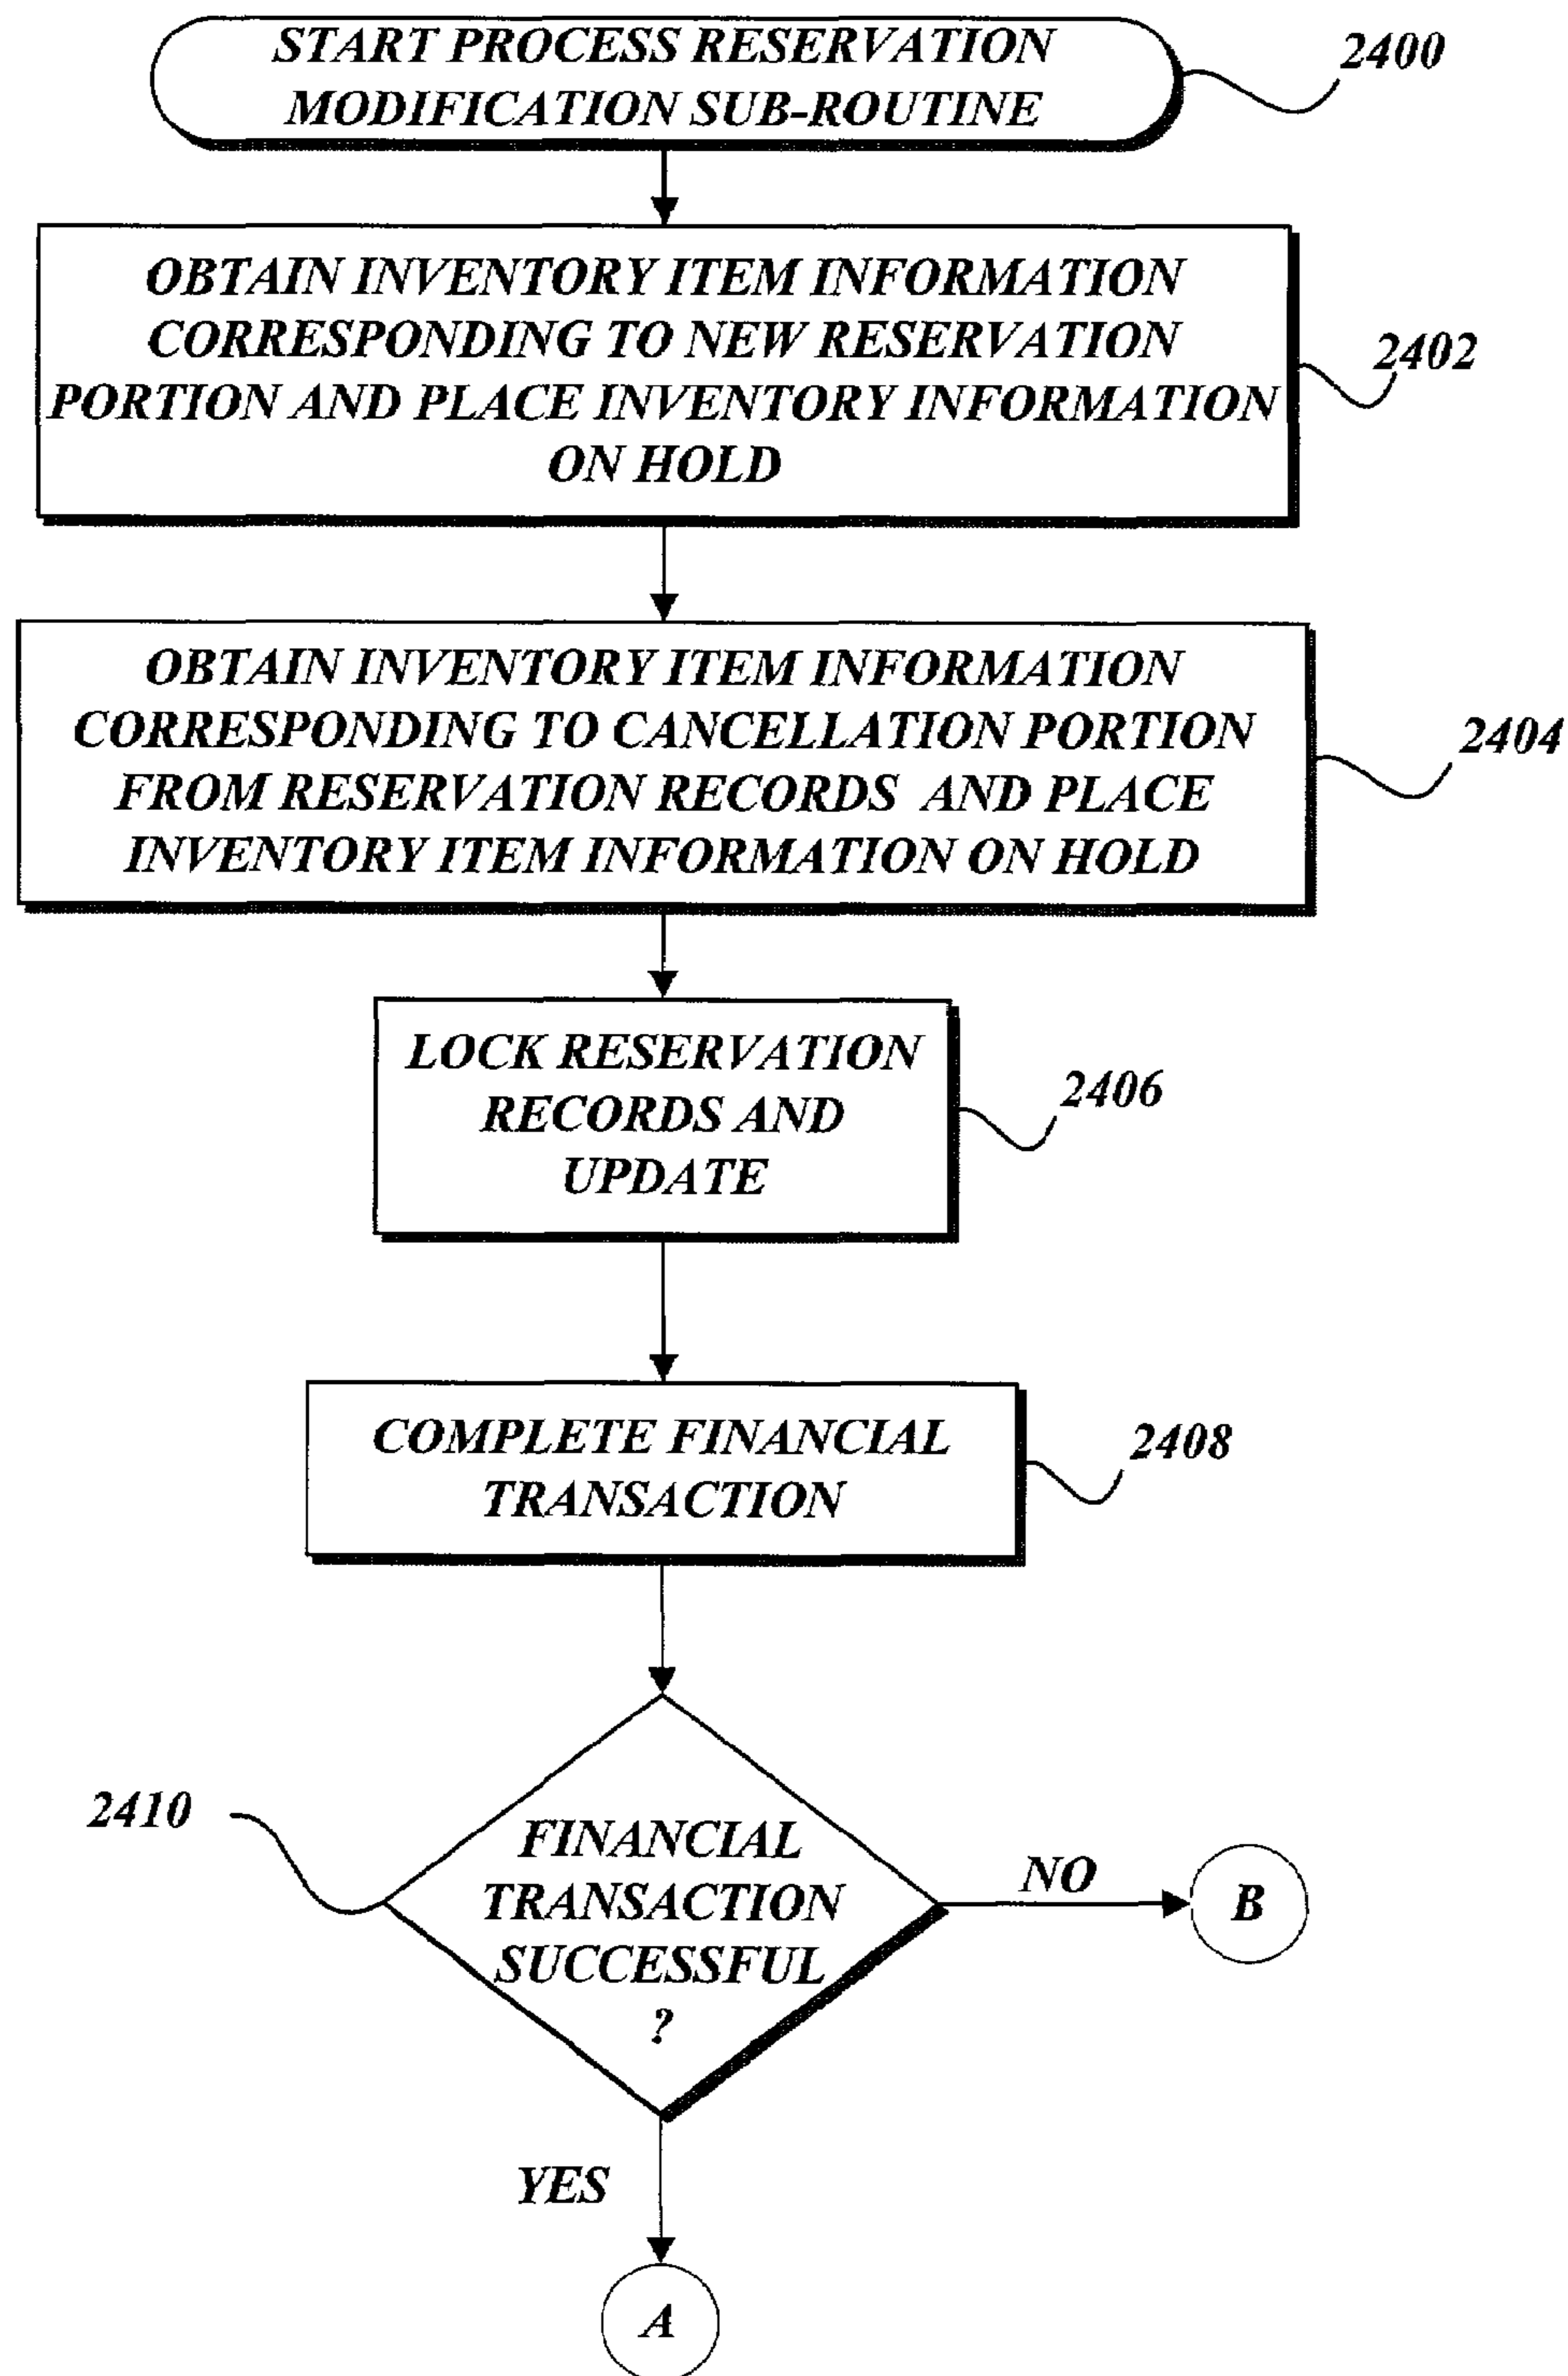 START PROCESS RESERVATION
MODIFICATION SUB-ROUTINE
2400
OBTAIN INVENTORY ITEM INFORMATION
CORRESPONDING TO NEW RESERVATION
PORTION AND PLACE INVENTORY INFORMATION
ON HOLD
2402
OBTAIN INVENTORY ITEM INFORMATION
CORRESPONDING TO CANCELLATION PORTION
FROM RESERVATION RECORDS AND PLACE
INVENTORY ITEM INFORMATION ON HOLD
2404
LOCK RESERVATION
RECORDS AND
UPDATE
2406
COMPLETE FINANCIAL
TRANSACTION
2408
2410
FINANCIAL
TRANSACTION
SUCCESSFUL
?
NO
B
YES
A